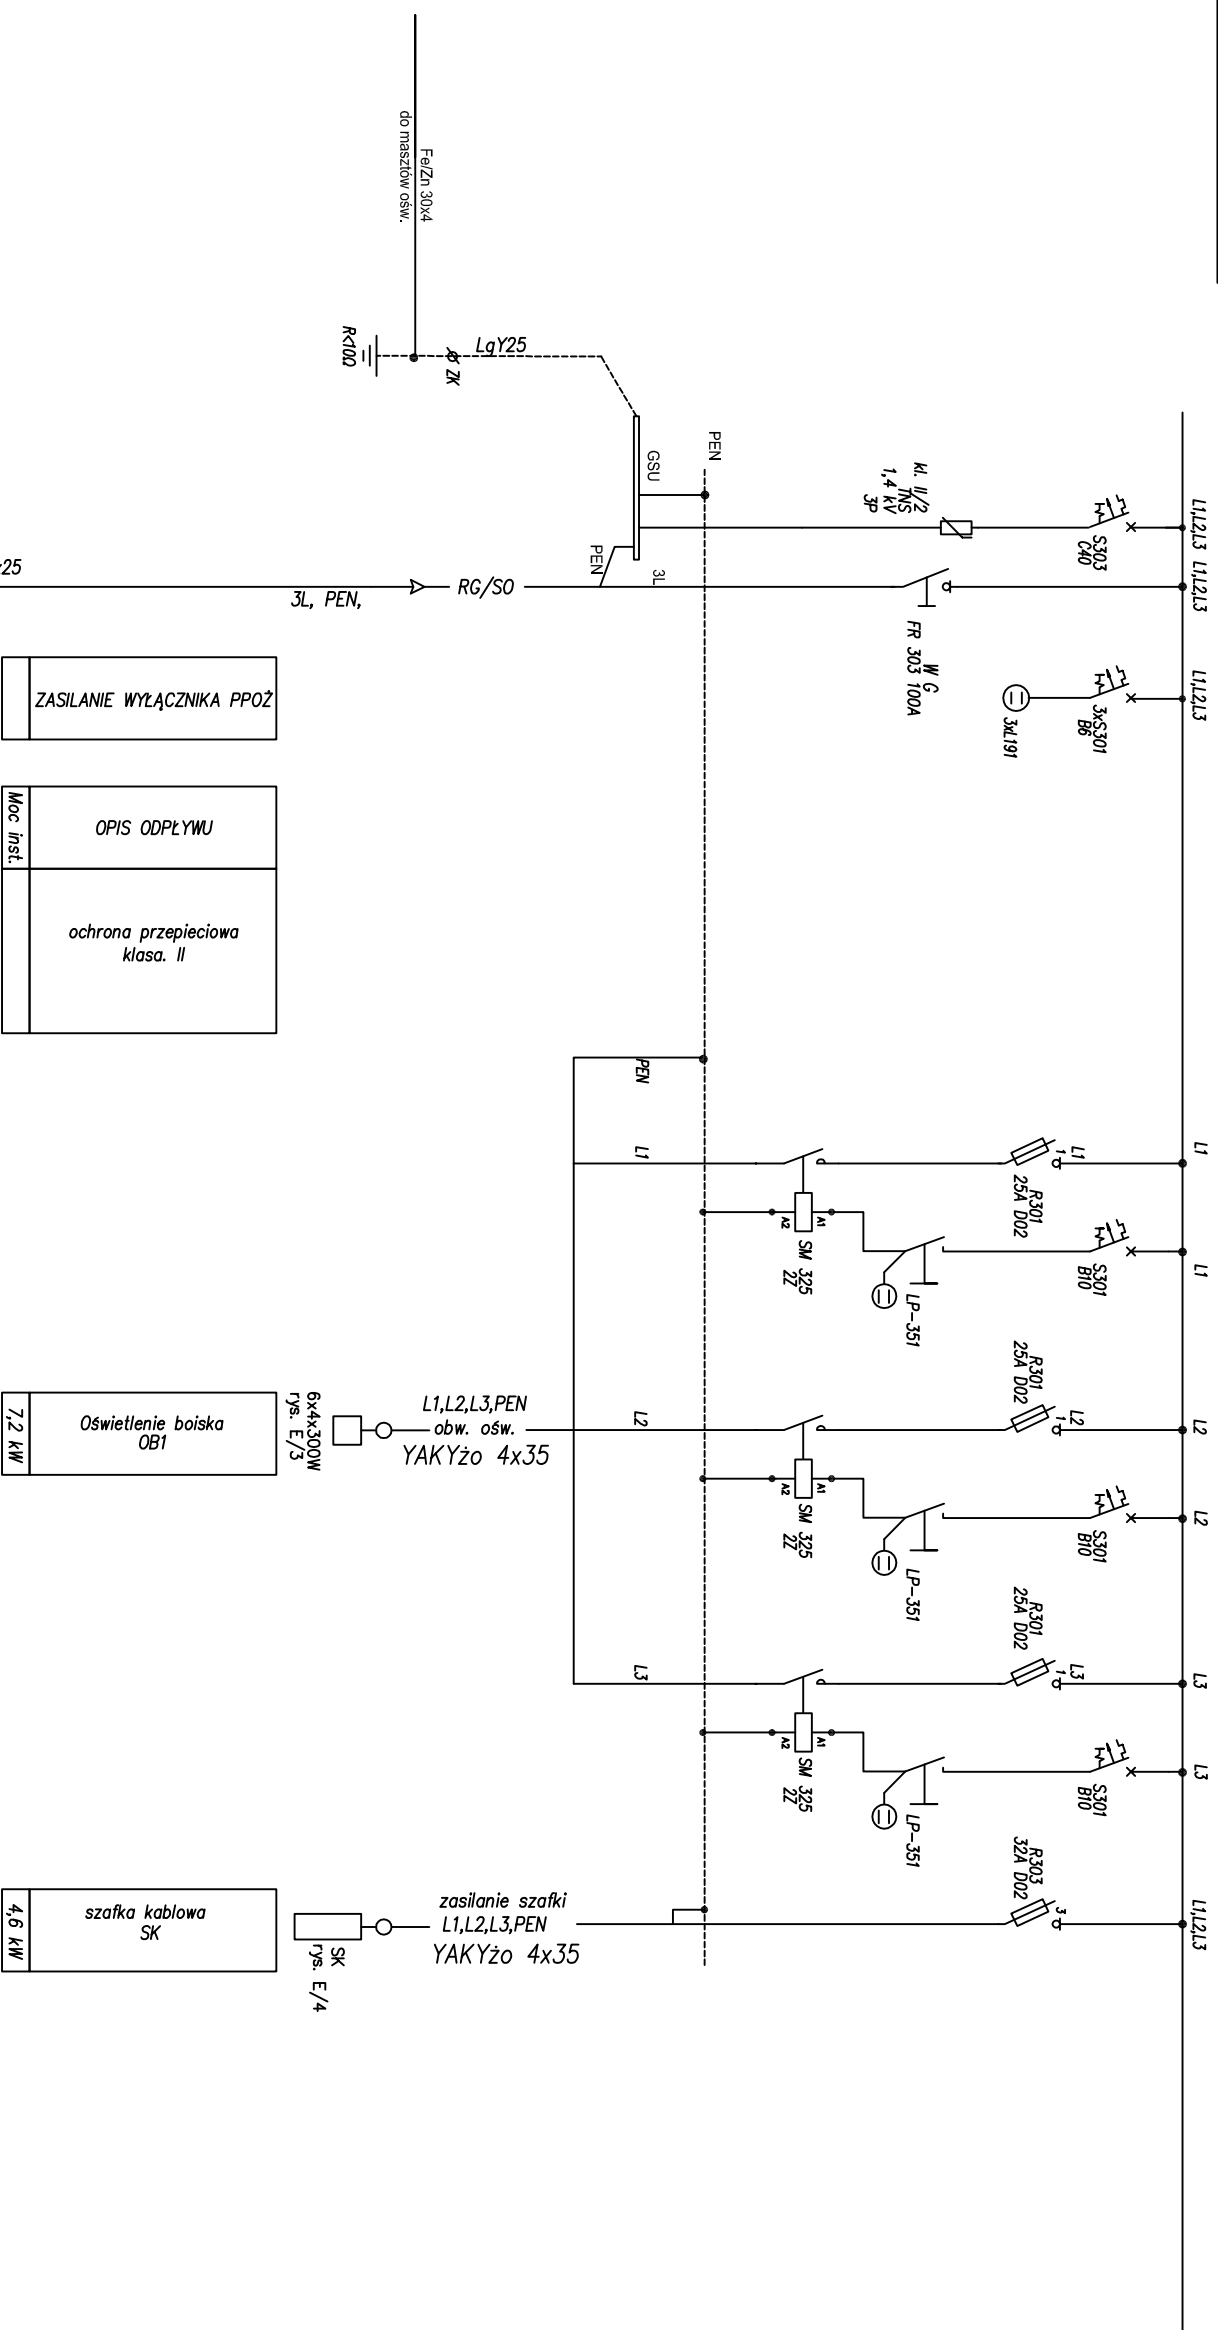 Fe/Zn 30x4
do masztów ośw.
R<10Ω
ZK
LgY25
GSU
PEN
kl. II/2
TNS
1,4 kV
3P
S303
C40
L1,L2,L3
L1,L2,L3
PEN
3L
x25
3L, PEN,
RG/SO
W G
FR 303 100A
3xL191
3xS301
B6
L1,L2,L3
ZASILANIE WYŁĄCZNIKA PPOŻ
Moc inst.
OPIS ODPŁYWU
ochrona przepieciowa
klasa. II
PEN
L1
R301
25A D02
L1
1
L1
A1
A2
SM 325
2Z
LP-351
S301
B10
L1
7,2 kW
Oświetlenie boiska
OB1
6x4x300W
rys. E/3
L1,L2,L3,PEN
obw. ośw.
YAKYżo 4x35
L2
R301
25A D02
L2
1
L2
A1
A2
SM 325
2Z
LP-351
S301
B10
L2
L3
R301
25A D02
L3
1
L3
A1
A2
SM 325
2Z
LP-351
S301
B10
L3
4,6 kW
szafka kablowa
SK
SK
rys. E/4
zasilanie szafki
L1,L2,L3,PEN
YAKYżo 4x35
R303
32A D02
3
L1,L2,L3